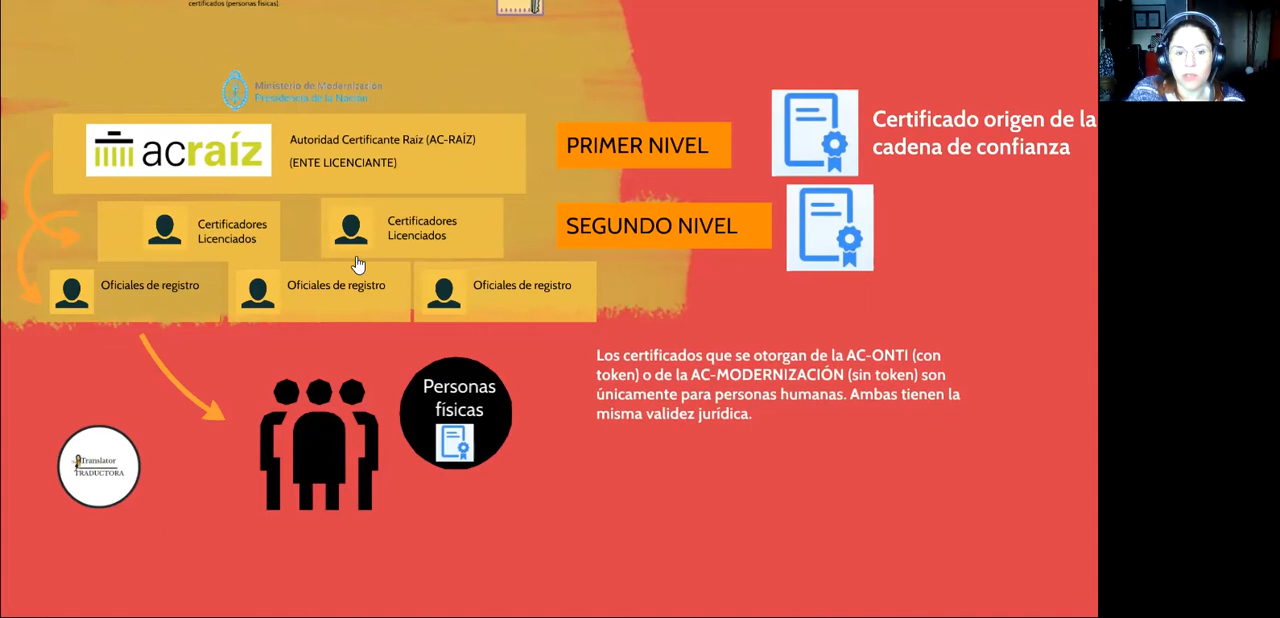 certificados (personas físicas)
Ministerio de Modernización
Presidencia de la Nación
acraíz
Autoridad Certificante Raiz (AC-RAÍZ)
(ENTE LICENCIANTE)
PRIMER NIVEL
Certificado origen de la
cadena de confianza
Certificadores
Licenciados
Certificadores
Licenciados
SEGUNDO NIVEL
Oficiales de registro
Oficiales de registro
Oficiales de registro
Personas
físicas
Los certificados que se otorgan de la AC-ONTI (con
token) o de la AC-MODERNIZACIÓN (sin token) son
únicamente para personas humanas. Ambas tienen la
misma validez jurídica.
Translator
TRADUCTORA